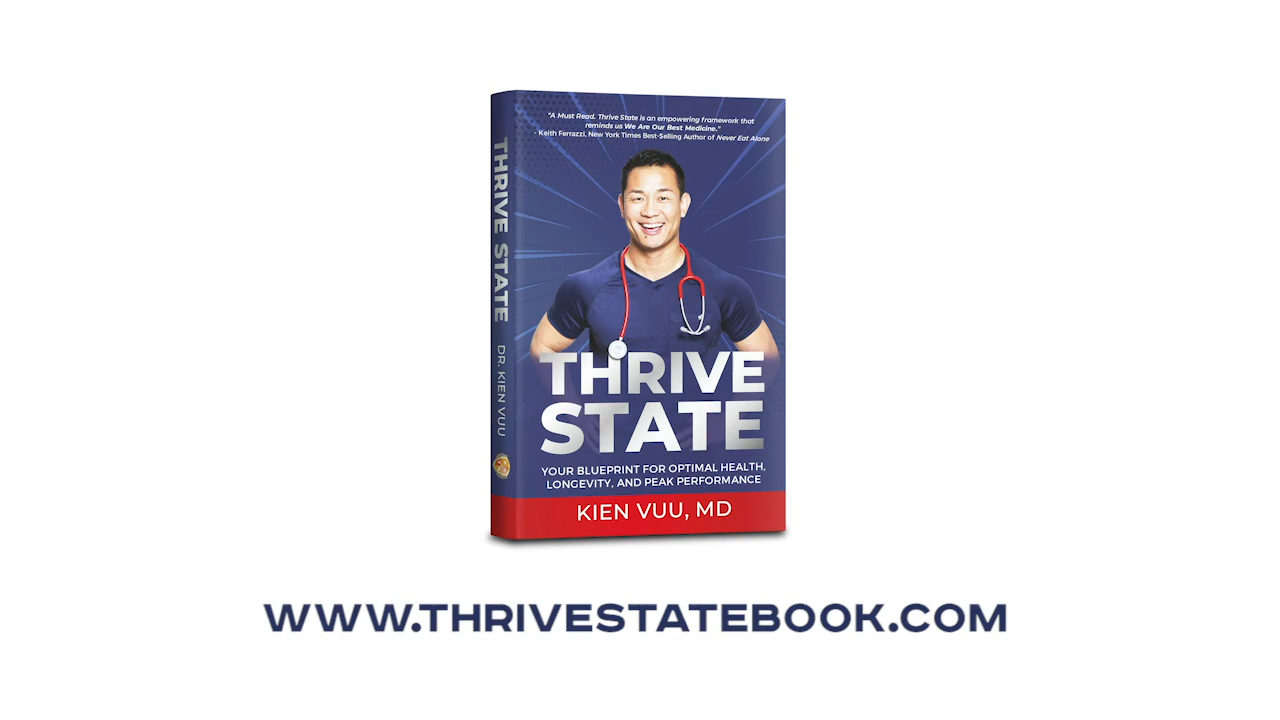 "A Must Read. Thrive State is an empowering framework that
reminds us We Are Our Best Medicine."
- Keith Ferrazzi, New York Times Best-Selling Author of Never Eat Alone
THRIVE STATE
DR. KIEN VUU
THRIVE
STATE
YOUR BLUEPRINT FOR OPTIMAL HEALTH,
LONGEVITY, AND PEAK PERFORMANCE
KIEN VUU, MD
WWW.THRIVESTATEBOOK.COM